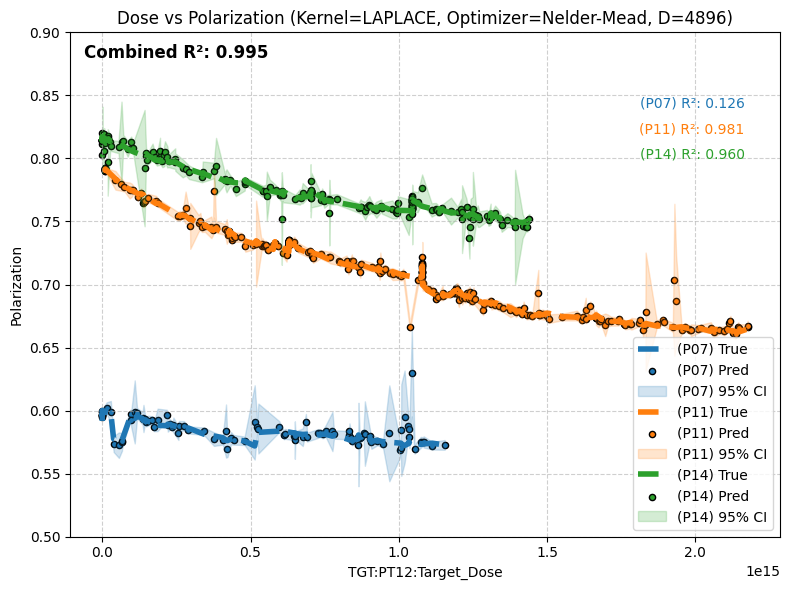 Dose vs Polarization (Kernel=LAPLACE, Optimizer=Nelder-Mead, D=4896)
Combined R²: 0.995
(P07) R²: 0.126
(P11) R²: 0.981
(P14) R²: 0.960
Polarization
0.90
0.85
0.80
0.75
0.70
0.65
0.60
0.55
0.50
(P07) True
(P07) Pred
(P07) 95% CI
(P11) True
(P11) Pred
(P11) 95% CI
(P14) True
(P14) Pred
(P14) 95% CI
0.0 0.5 1.0 1.5 2.0
1e15
TGT:PT12:Target_Dose